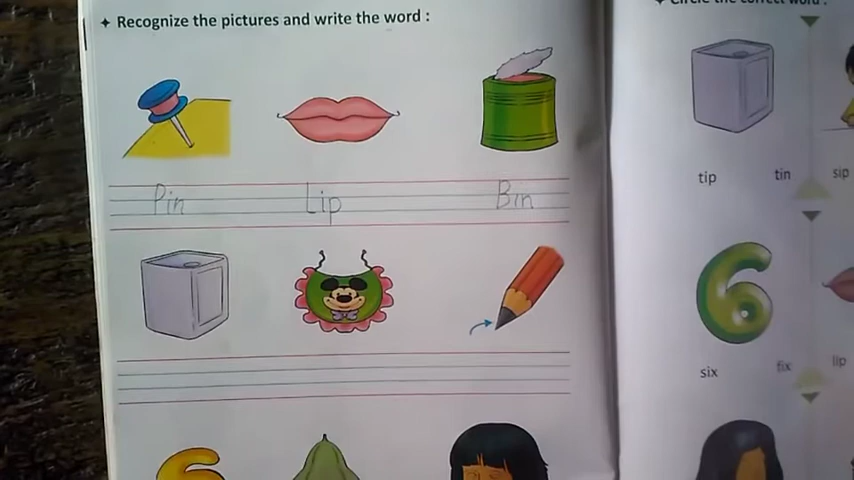 ✦ Recognize the pictures and write the word :
Pin Lip Bin
tip tin sip
six fix lip